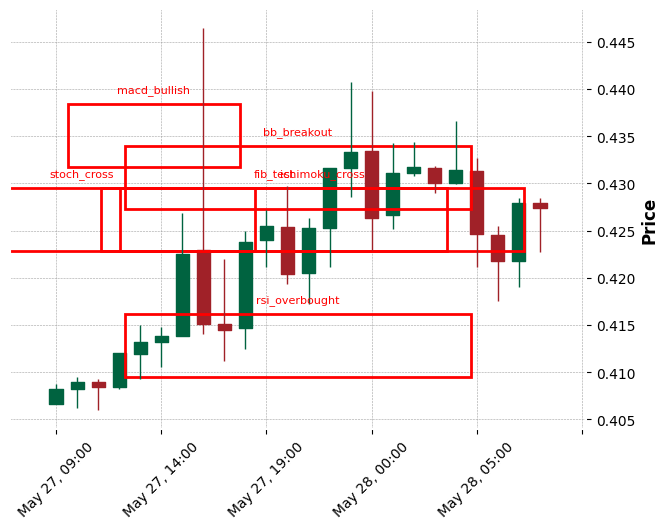 macd_bullish
bb_breakout
stoch_cross
fib_test
ichimoku_cross
rsi_overbought
0.445
0.440
0.435
0.430
0.425
0.420
0.415
0.410
0.405
Price
May 27, 09:00
May 27, 14:00
May 27, 19:00
May 28, 00:00
May 28, 05:00